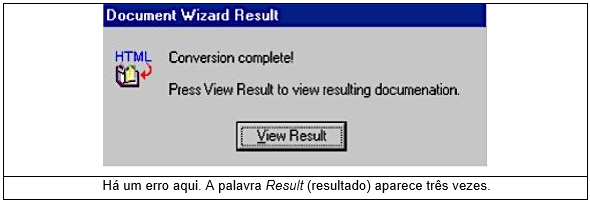 Document Wizard Result
HTML
Conversion complete!
Press View Result to view resulting documenation.
View Result
Há um erro aqui. A palavra Result (resultado) aparece três vezes.